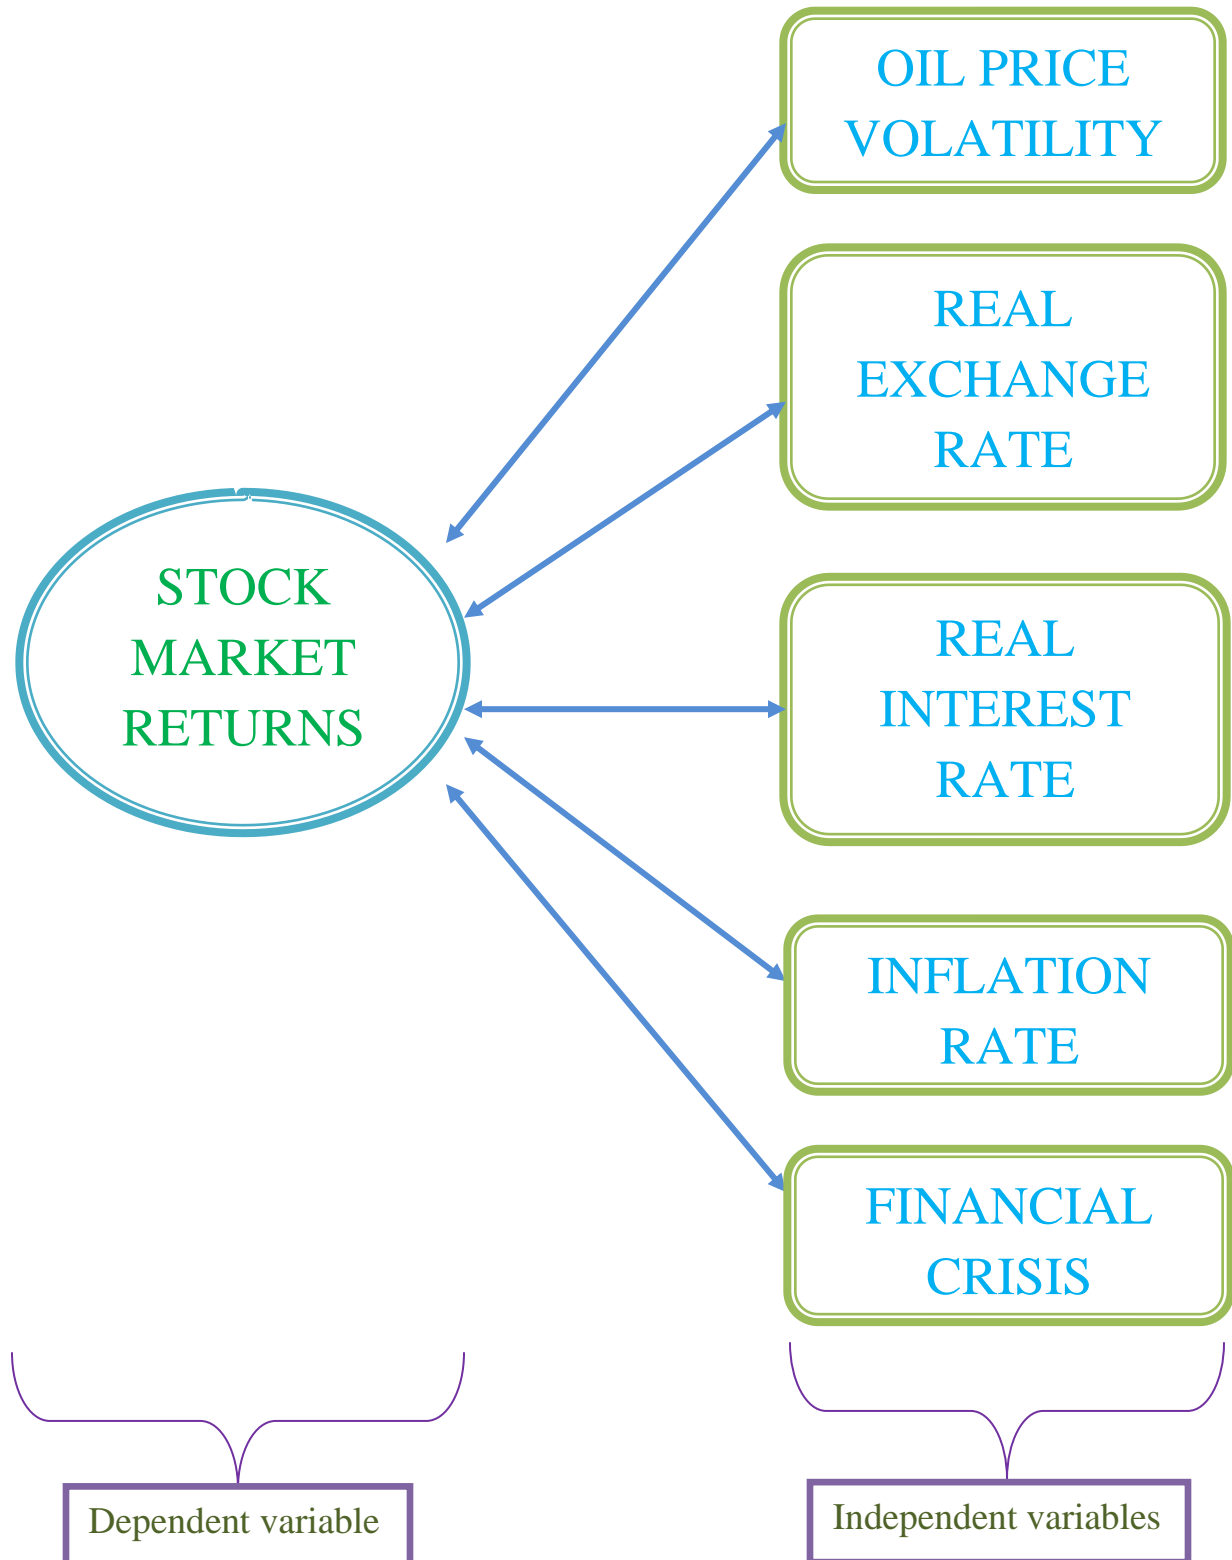 OIL PRICE
VOLATILITY
REAL
EXCHANGE
RATE
STOCK
MARKET
RETURNS
REAL
INTEREST
RATE
INFLATION
RATE
FINANCIAL
CRISIS
Dependent variable
Independent variables